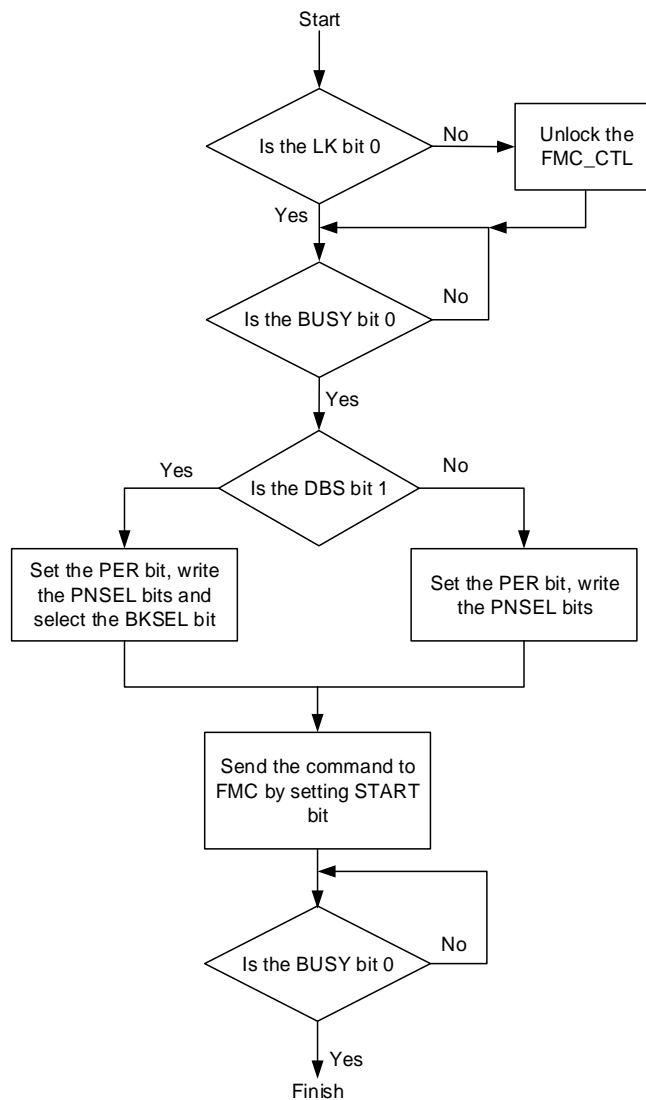 Start
Is the LK bit 0
No
Unlock the
FMC_CTL
Yes
Is the BUSY bit 0
No
Yes
Yes
Is the DBS bit 1
No
Set the PER bit, write
the PNSEL bits and
select the BKSEL bit
Set the PER bit, write
the PNSEL bits
Send the command to
FMC by setting START
bit
Is the BUSY bit 0
No
Yes
Finish